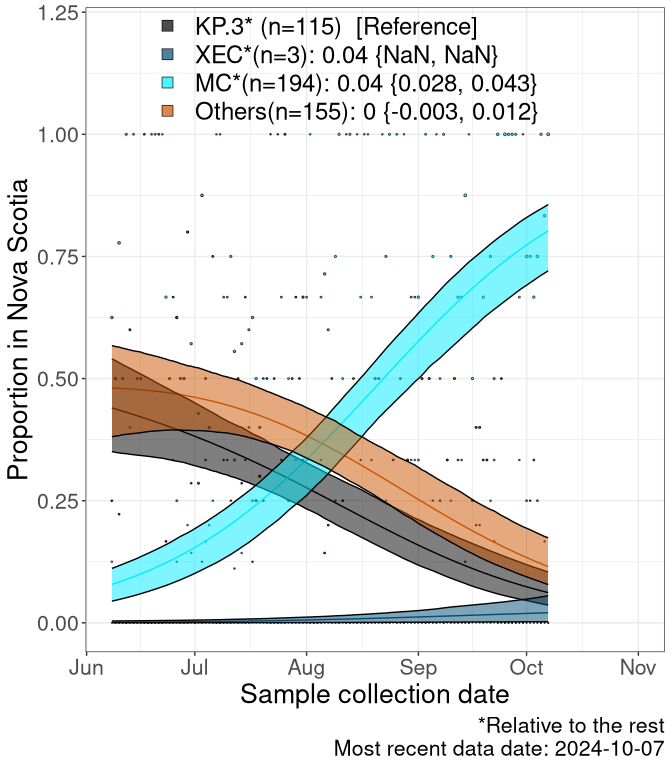 1.25
KP.3* (n=115)  [Reference]
XEC*(n=3): 0.04 {NaN, NaN}
MC*(n=194): 0.04 {0.028, 0.043}
Others(n=155): 0 {-0.003, 0.012}
1.00
0.75
0.50
0.25
0.00
Proportion in Nova Scotia
Jun Jul Aug Sep Oct Nov
Sample collection date
*Relative to the rest
Most recent data date: 2024-10-07